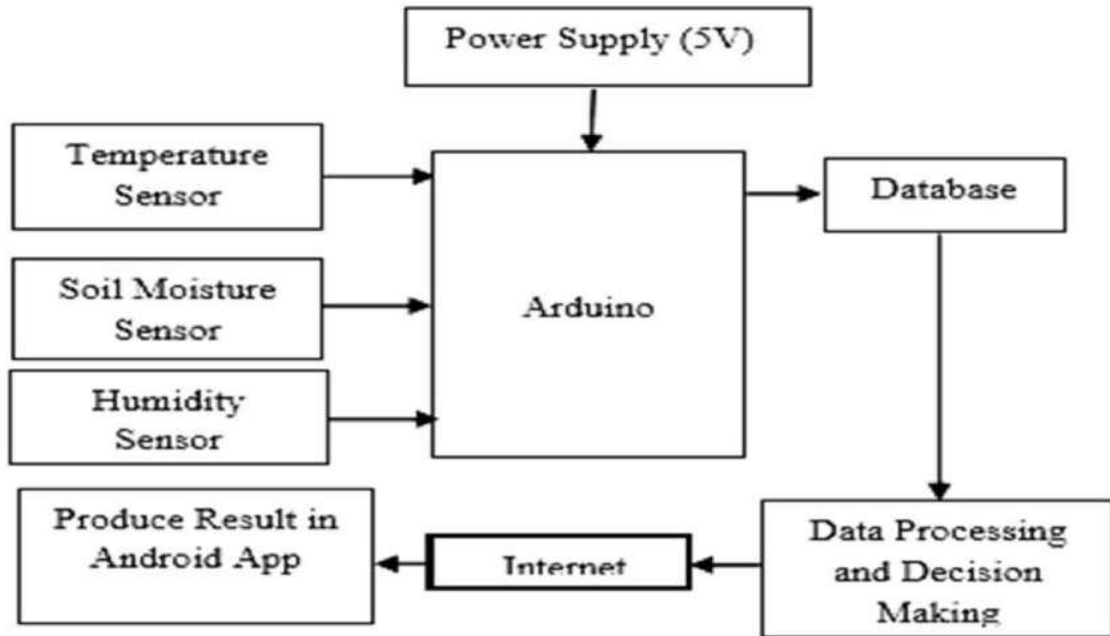 Power Supply (5V)
Temperature
Sensor
Database
Soil Moisture
Sensor
Arduino
Humidity
Sensor
Produce Result in
Android App
Internet
Data Processing
and Decision
Making